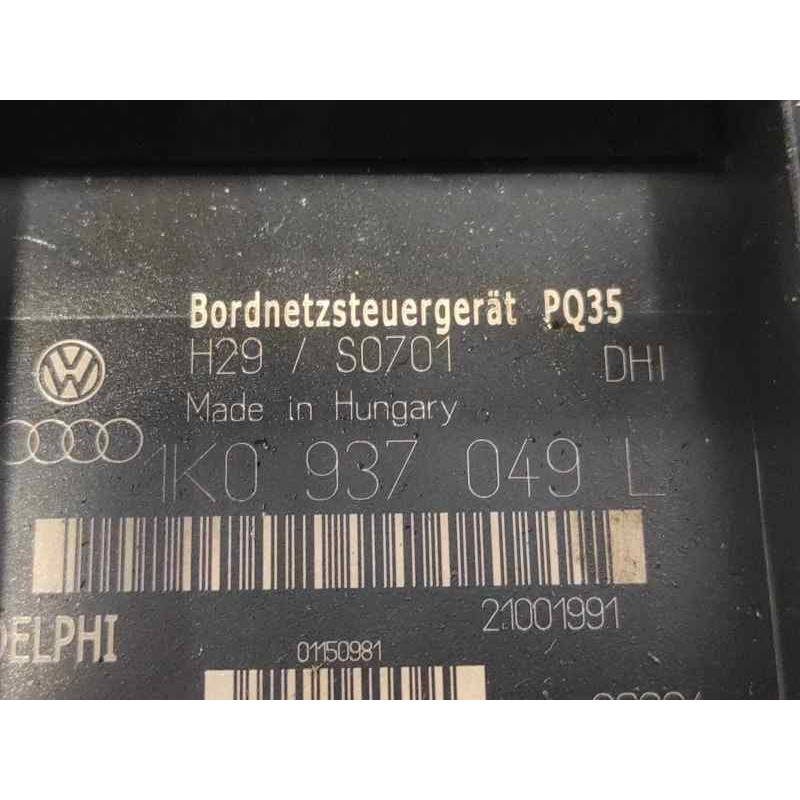 Bordnetzsteuergerät PQ35
H29 / S0701 DHI
Made in Hungary
1K0 937 049 L
21001991
DELPHI
01150981